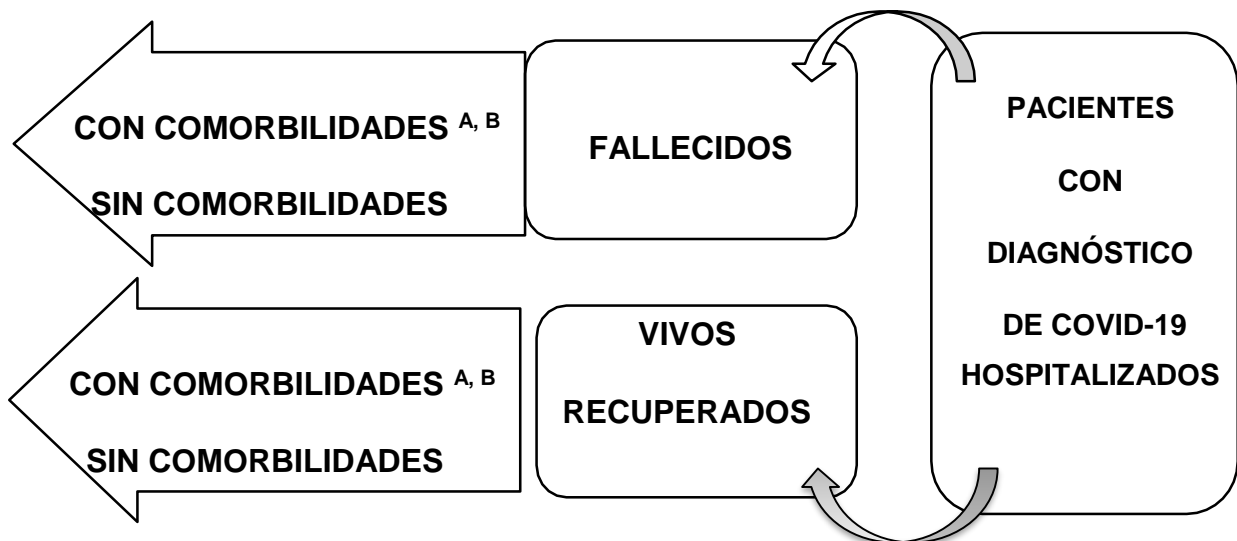 CON COMORBILIDADES A, B
SIN COMORBILIDADES
FALLECIDOS
CON COMORBILIDADES A, B
SIN COMORBILIDADES
VIVOS
RECUPERADOS
PACIENTES
CON
DIAGNÓSTICO
DE COVID-19
HOSPITALIZADOS